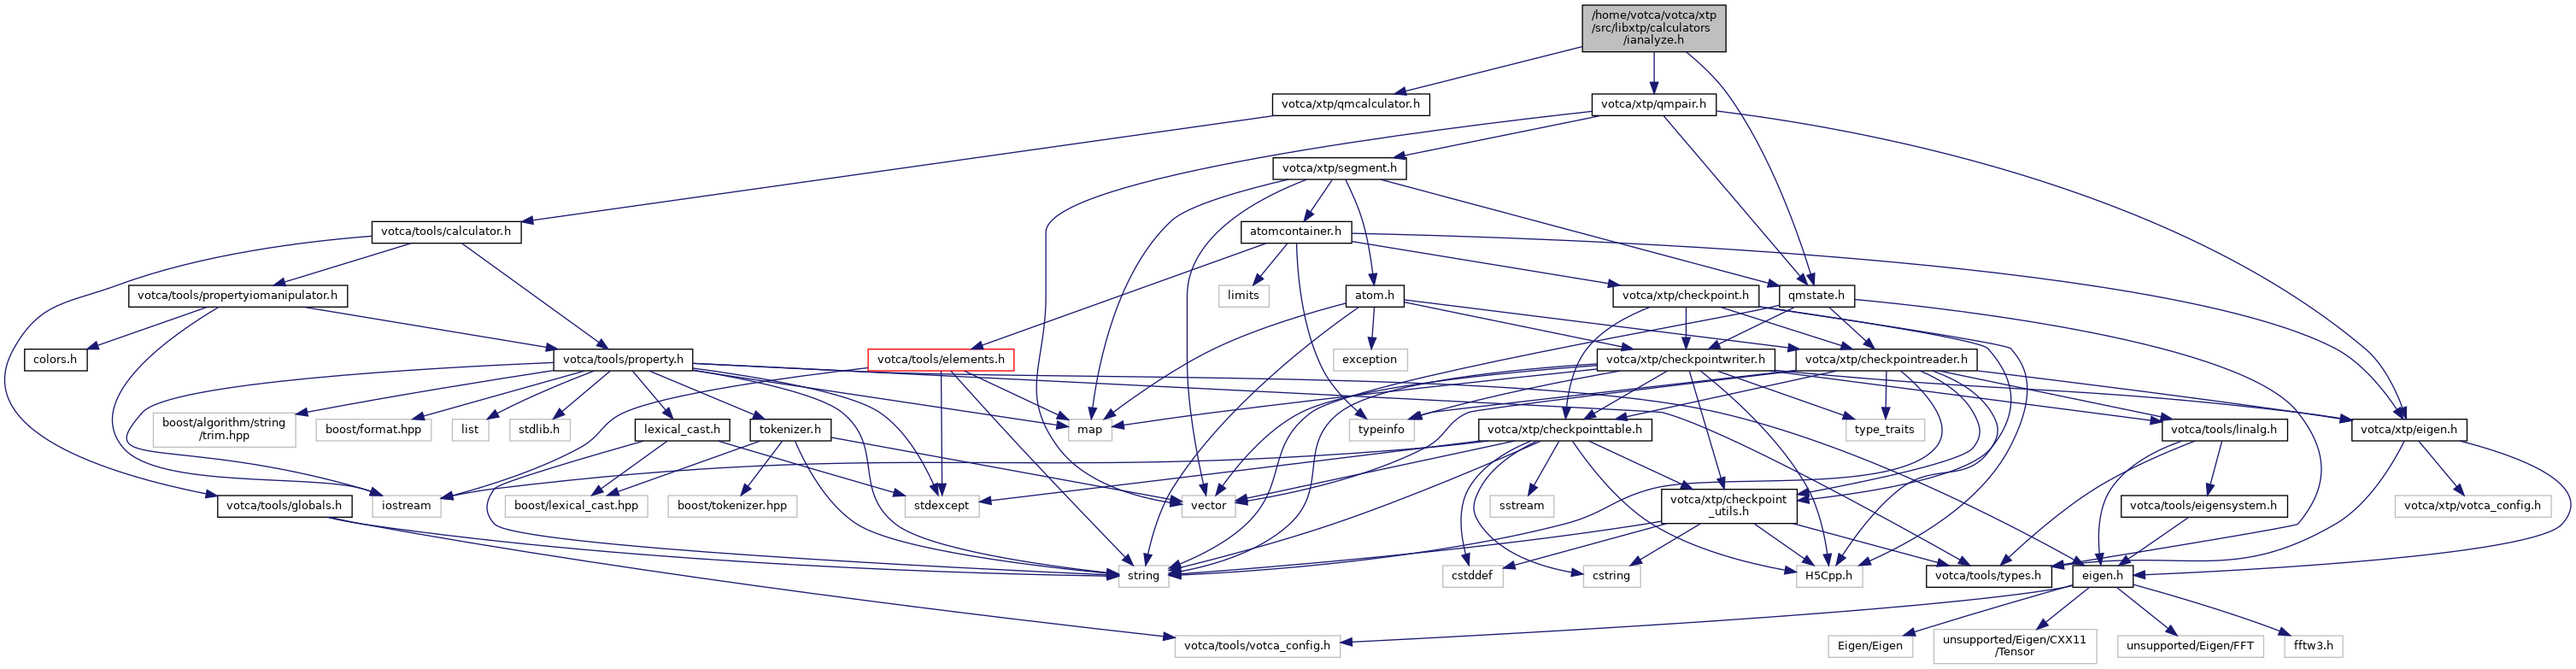 /home/votca/votca/xtp
/src/libxtp/calculators
/ianalyze.h
votca/xtp/qmcalculator.h
votca/xtp/qmpair.h
votca/xtp/segment.h
votca/tools/calculator.h
atomcontainer.h
votca/tools/propertyiomanipulator.h
limits
atom.h
votca/xtp/checkpoint.h
qmstate.h
colors.h
votca/tools/property.h
votca/tools/elements.h
exception
votca/xtp/checkpointwriter.h
votca/xtp/checkpointreader.h
boost/algorithm/string
/trim.hpp
boost/format.hpp
list
stdlib.h
lexical_cast.h
tokenizer.h
map
typeinfo
votca/xtp/checkpointtable.h
type_traits
votca/tools/linalg.h
votca/xtp/eigen.h
votca/tools/globals.h
iostream
boost/lexical_cast.hpp
boost/tokenizer.hpp
stdexcept
vector
sstream
votca/xtp/checkpoint
_utils.h
votca/tools/eigensystem.h
votca/xtp/votca_config.h
string
cstddef
cstring
H5Cpp.h
votca/tools/types.h
eigen.h
votca/tools/votca_config.h
Eigen/Eigen
unsupported/Eigen/CXX11
/Tensor
unsupported/Eigen/FFT
fftw3.h